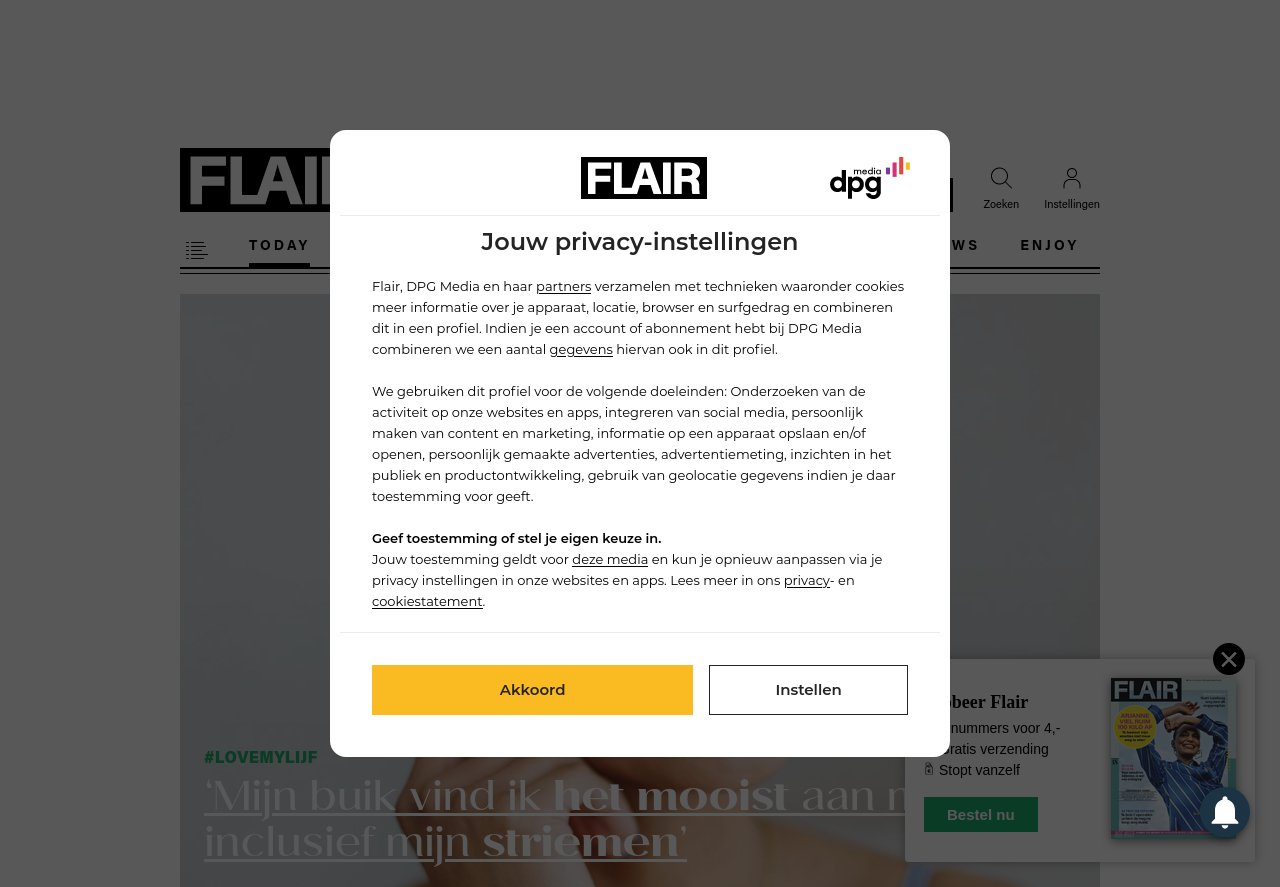 FLAIR
media
dpg
Zoeken
Instellingen
TODAY
ENJOY
Jouw privacy-instellingen
Flair, DPG Media en haar partners verzamelen met technieken waaronder cookies
meer informatie over je apparaat, locatie, browser en surfgedrag en combineren
dit in een profiel. Indien je een account of abonnement hebt bij DPG Media
combineren we een aantal gegevens hiervan ook in dit profiel.
We gebruiken dit profiel voor de volgende doeleinden: Onderzoeken van de
activiteit op onze websites en apps, integreren van social media, persoonlijk
maken van content en marketing, informatie op een apparaat opslaan en/of
openen, persoonlijk gemaakte advertenties, advertentiemeting, inzichten in het
publiek en productontwikkeling, gebruik van geolocatie gegevens indien je daar
toestemming voor geeft.
Geef toestemming of stel je eigen keuze in.
Jouw toestemming geldt voor deze media en kun je opnieuw aanpassen via je
privacy instellingen in onze websites en apps. Lees meer in ons privacy- en
cookiestatement.
Akkoord
Instellen
#LOVEMYLIJF
‘Mijn buik vind ik het mooist aan
inclusief mijn striemen’
Flair
nummers voor 4,-
verzending
Stopt vanzelf
Bestel nu
FLAIR